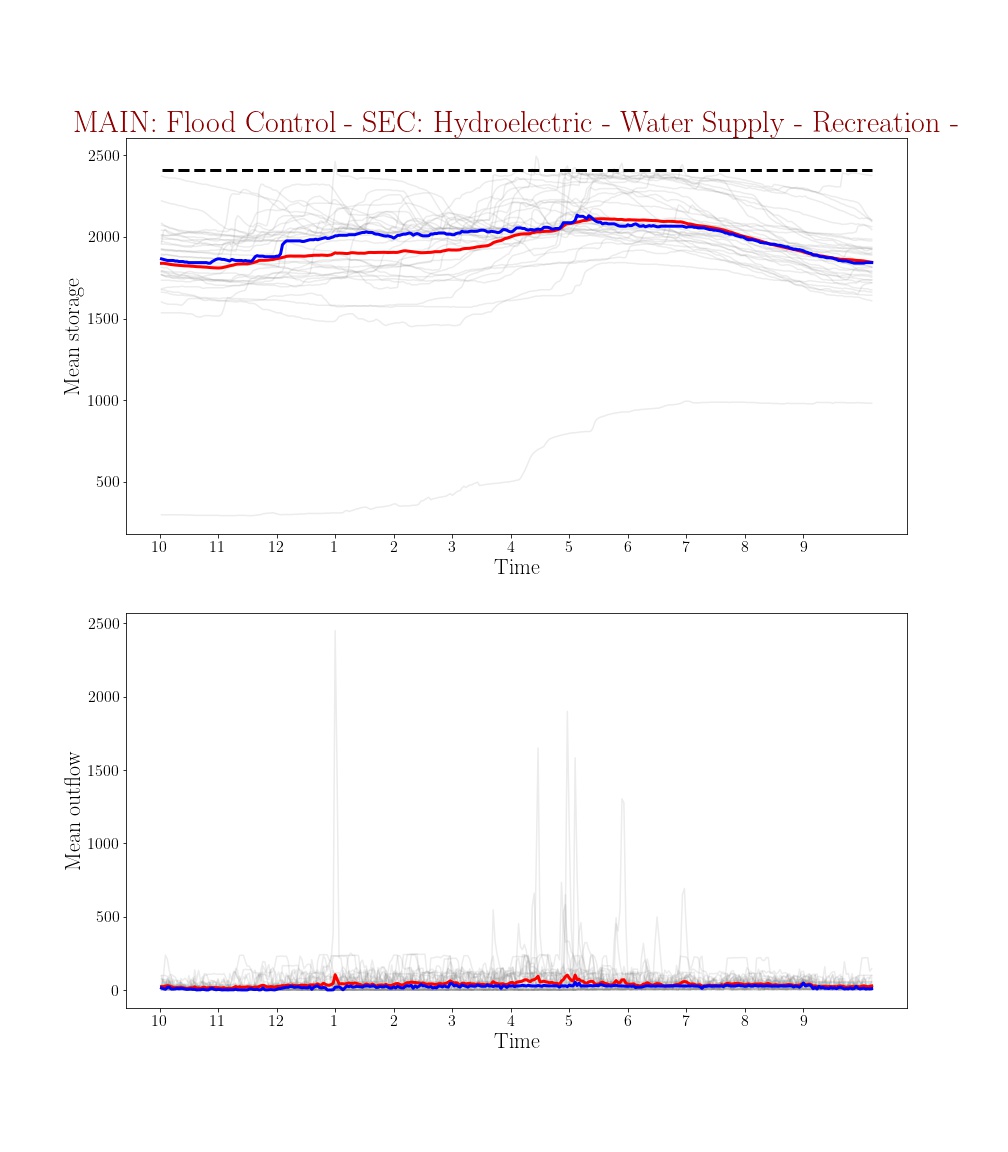 MAIN: Flood Control - SEC: Hydroelectric - Water Supply - Recreation -
2500
2000
1500
1000
500
Mean storage
10 11 12 1 2 3 4 5 6 7 8 9
Time
2500
2000
1500
1000
500
0
Mean outflow
10 11 12 1 2 3 4 5 6 7 8 9
Time